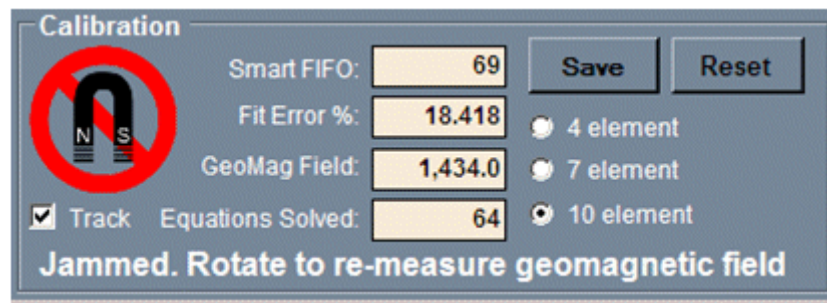 Calibration
Smart FIFO: 69 Save Reset
Fit Error %: 18.418 4 element
N S
GeoMag Field: 1,434.0 7 element
Track Equations Solved: 64 10 element
Jammed. Rotate to re-measure geomagnetic field